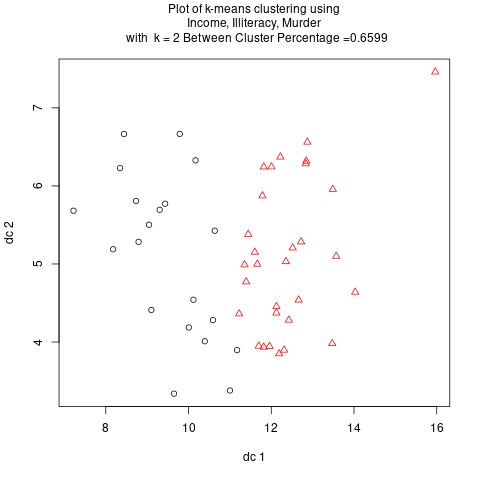 Plot of k-means clustering using
Income, Illiteracy, Murder
with  k = 2 Between Cluster Percentage =0.6599
7
6
5
4
dc 2
8
10
12
14
16
dc 1